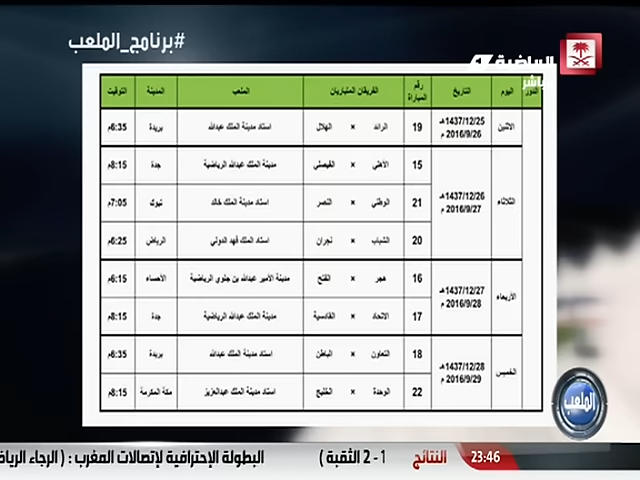 #برنامج_الملعب
الرياضية
مباشر
الدور اليوم التاريخ رقم المباراة الفريقان المتباريان الملعب المدينة التوقيت
الاثنين 1437/12/25هـ 2016/9/26 م 19 الرائد × الهلال استاد مدينة الملك عبدالله بريدة 6:35م
الثلاثاء 1437/12/26هـ 2016/9/27 م 15 الأهلي × الفيصلي مدينة الملك عبدالله الرياضية جدة 8:15م
21 الوطني × النصر استاد مدينة الملك خالد تبوك 7:05م
20 الشباب × نجران استاد الملك فهد الدولي الرياض 6:25م
الأربعاء 1437/12/27هـ 2016/9/28 م 16 هجر × الفتح مدينة الأمير عبدالله بن جلوي الرياضية الأحساء 6:15م
17 الاتحاد × القادسية مدينة الملك عبدالله الرياضية جدة 8:15م
الخميس 1437/12/28هـ 2016/9/29 م 18 التعاون × الباطن استاد مدينة الملك عبدالله بريدة 6:35م
22 الوحدة × الخليج استاد مدينة الملك عبدالعزيز مكة المكرمة 8:15م
الملعب
23:46 النتائج 1 - 2 الثقبة ) البطولة الإحترافية لإتصالات المغرب : ( الرجاء الرياض